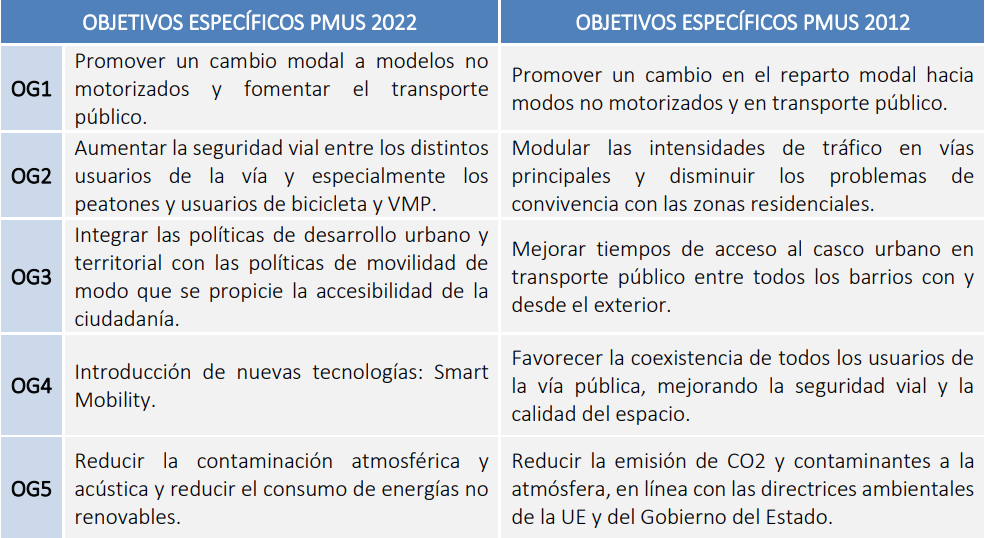 OBJETIVOS ESPECÍFICOS PMUS 2022
OBJETIVOS ESPECÍFICOS PMUS 2012
OG1
Promover un cambio modal a modelos no
motorizados y fomentar el transporte
público.
Promover un cambio en el reparto modal hacia
modos no motorizados y en transporte público.
OG2
Aumentar la seguridad vial entre los distintos
usuarios de la vía y especialmente los
peatones y usuarios de bicicleta y VMP.
Modular las intensidades de tráfico en vías
principales y disminuir los problemas de
convivencia con las zonas residenciales.
OG3
Integrar las políticas de desarrollo urbano y
territorial con las políticas de movilidad de
modo que se propicie la accesibilidad de la
ciudadanía.
Mejorar tiempos de acceso al casco urbano en
transporte público entre todos los barrios con y
desde el exterior.
OG4
Introducción de nuevas tecnologías: Smart
Mobility.
Favorecer la coexistencia de todos los usuarios de
la vía pública, mejorando la seguridad vial y la
calidad del espacio.
OG5
Reducir la contaminación atmosférica y
acústica y reducir el consumo de energías no
renovables.
Reducir la emisión de CO2 y contaminantes a la
atmósfera, en línea con las directrices ambientales
de la UE y del Gobierno del Estado.